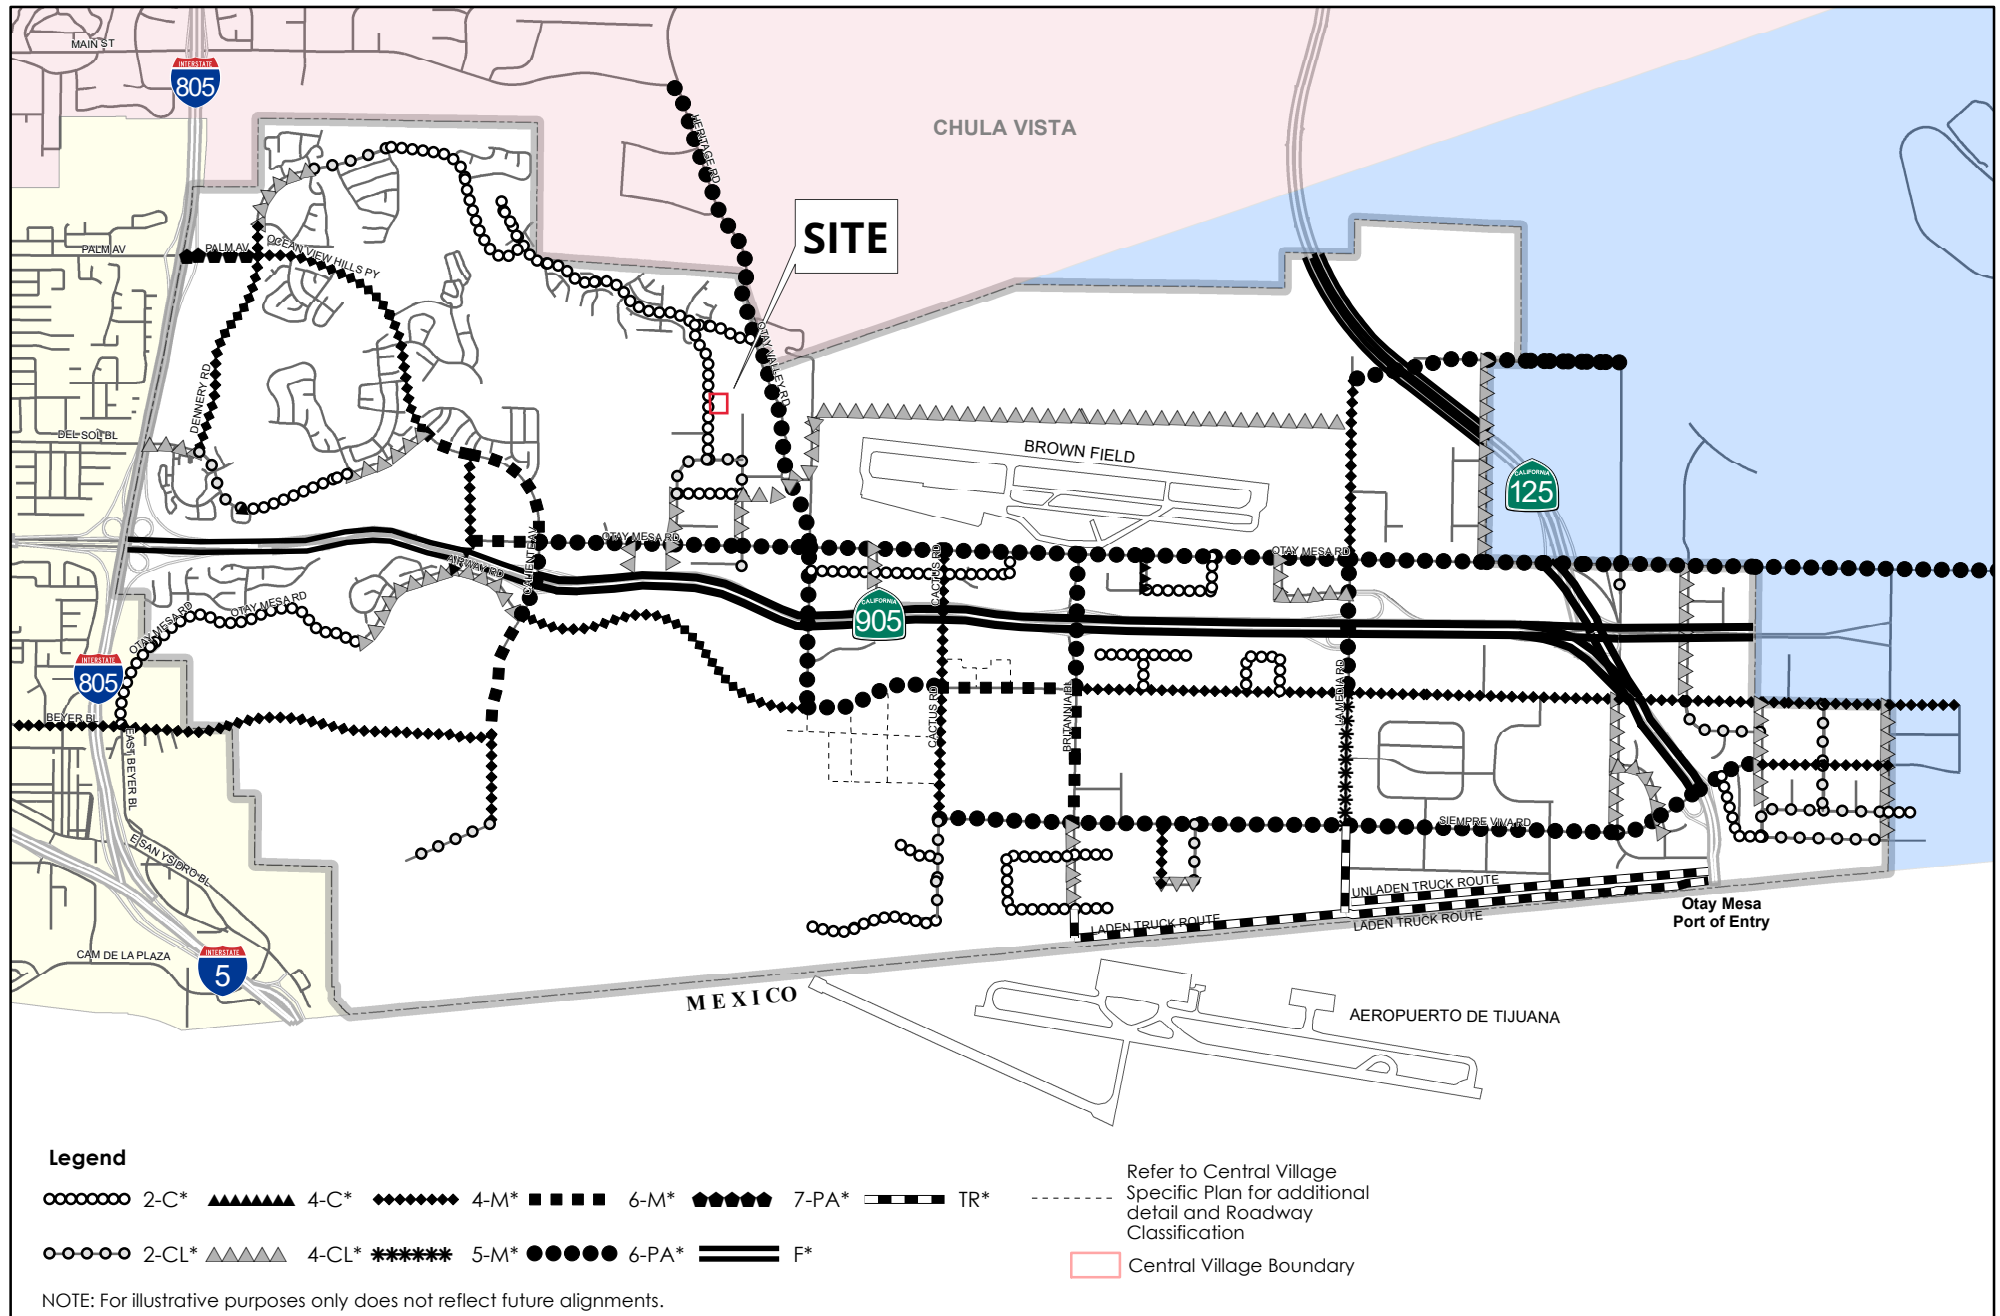 MAIN ST
INTERSTATE
805
HERITAGE RD
CHULA VISTA
SITE
PALM AV
PALM AV
OCEAN VIEW HILLS PY
OTAY VALLEY RD
DENNERY RD
DEL SOL BL
BROWN FIELD
CALIFORNIA
125
OTAY MESA RD
OTAY MESA RD
CALIENTE AV
AIRWAY RD
CACTUS RD
CALIFORNIA
905
OTAY MESA RD
OTAY MESA RD
INTERSTATE
805
BEYER BL
EAST BEYER BL
CACTUS RD
BRITANNIA BL
LA MEDIA RD
SIEMPRE VIVA RD
E SAN YSIDRO BL
UNLADEN TRUCK ROUTE
LADEN TRUCK ROUTE
LADEN TRUCK ROUTE
Otay Mesa
Port of Entry
CAM DE LA PLAZA
INTERSTATE
5
MEXICO
AEROPUERTO DE TIJUANA
Legend
2-C*
4-C*
4-M*
6-M*
7-PA*
TR*
Refer to Central Village
Specific Plan for additional
detail and Roadway
Classification
2-CL*
4-CL*
5-M*
6-PA*
F*
Central Village Boundary
NOTE: For illustrative purposes only does not reflect future alignments.